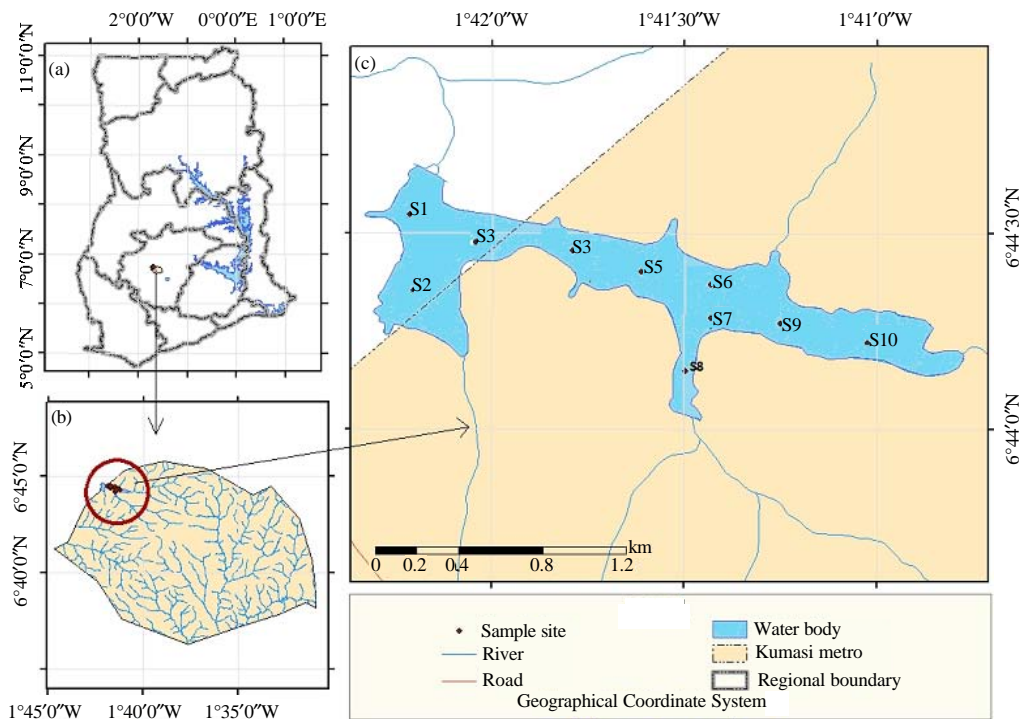 2°0′0″W 0°0′0″E 1°0′0″E
1°42′0″W 1°41′30″W 1°41′0″W
(a)
11°0′0″N
9°0′0″N
7°0′0″N
5°0′0″N
(c)
S1
S3
S3
S2
S5
S6
S7
S9
S10
S8
6°44′30″N
6°44′0″N
km
0 0.2 0.4 0.8 1.2
(b)
6°45′0″N
6°40′0″N
1°45′0″W 1°40′0″W 1°35′0″W
Sample site
River
Road
Water body
Kumasi metro
Regional boundary
Geographical Coordinate System